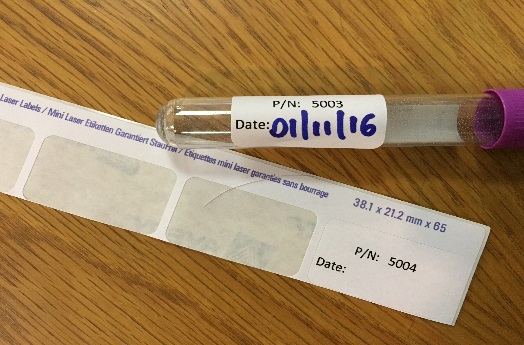 P/N: 5003
Date: 01/11/16
Laser Labels / Mini Laser Etiketten Garantiert Staufrei / Etiquettes mini laser garanties sans bourrage
38.1 x 21.2 mm x 65
P/N: 5004
Date: